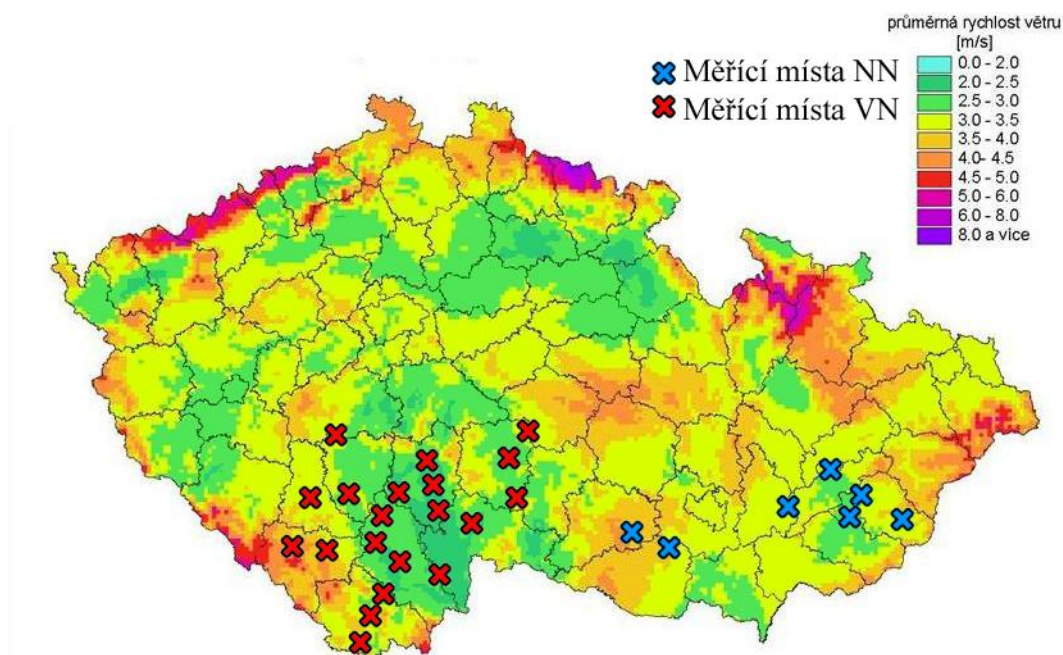 průměrná rychlost větru
[m/s]
0.0 - 2.0
2.0 - 2.5
2.5 - 3.0
3.0 - 3.5
3.5 - 4.0
4.0- 4.5
4.5 - 5.0
5.0 - 6.0
6.0 - 8.0
8.0 a více
Měřící místa NN
Měřící místa VN